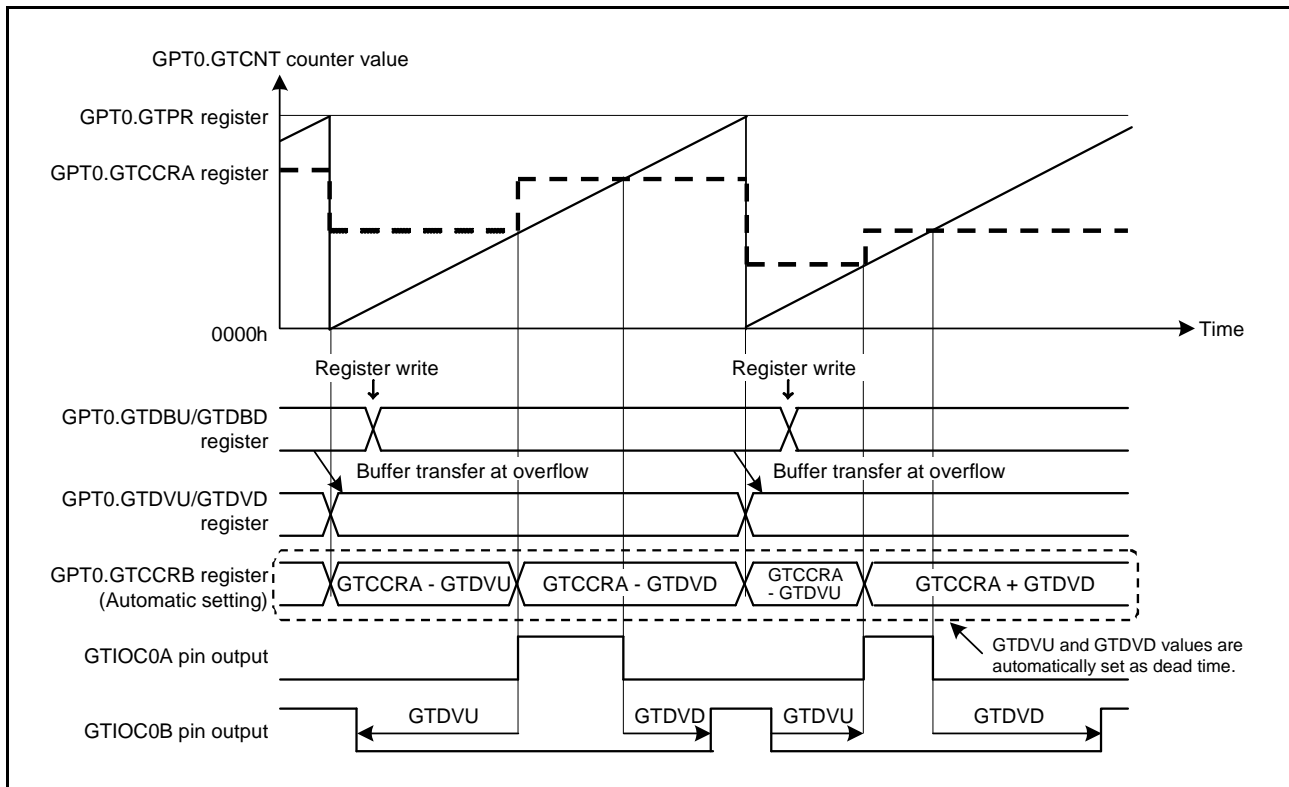 GPT0.GTCNT counter value
GPT0.GTPR register
GPT0.GTCCRA register
0000h
Time
Register write
Register write
GPT0.GTDBU/GTDBD
register
Buffer transfer at overflow
Buffer transfer at overflow
GPT0.GTDVU/GTDVD
register
GPT0.GTCCRB register
(Automatic setting)
GTCCRA - GTDVU
GTCCRA - GTDVD
GTCCRA
- GTDVU
GTCCRA + GTDVD
GTIOC0A pin output
GTDVU and GTDVD values are
automatically set as dead time.
GTIOC0B pin output
GTDVU
GTDVD
GTDVU
GTDVD